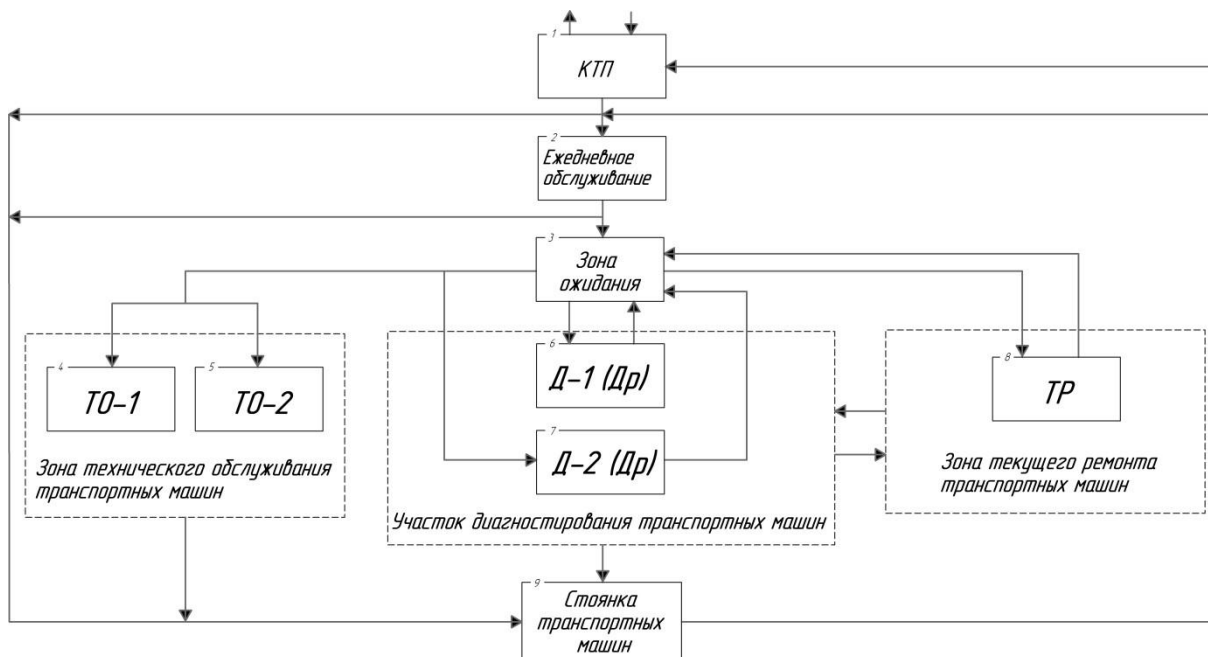 1
КТП
2
Ежедневное
обслуживание
3
Зона
ожидания
4
ТО-1
5
ТО-2
Зона технического обслуживания
транспортных машин
6
Д-1 (Др)
7
Д-2 (Др)
Участок диагностирования транспортных машин
8
ТР
Зона текущего ремонта
транспортных машин
9
Стоянка
транспортных
машин